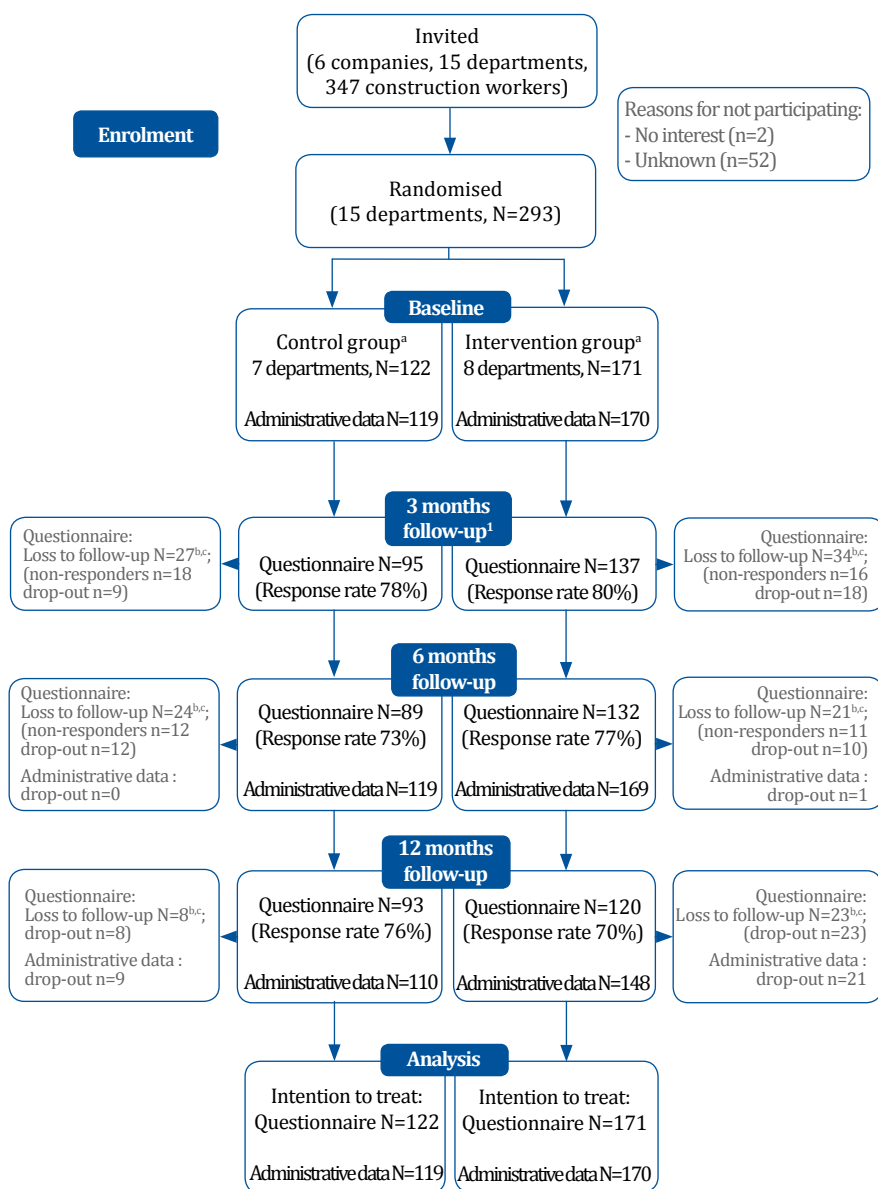 Invited
(6 companies, 15 departments,
347 construction workers)
Enrolment
Reasons for not participating:
- No interest (n=2)
- Unknown (n=52)
Randomised
(15 departments, N=293)
Baseline
Control groupᵃ
7 departments, N=122
Administrative data N=119
Intervention groupᵃ
8 departments, N=171
Administrative data N=170
3 months
follow-up¹
Questionnaire:
Loss to follow-up N=27ᵇ,ᶜ;
(non-responders n=18
drop-out n=9)
Questionnaire N=95
(Response rate 78%)
Questionnaire N=137
(Response rate 80%)
Questionnaire:
Loss to follow-up N=34ᵇ,ᶜ;
(non-responders n=16
drop-out n=18)
6 months
follow-up
Questionnaire:
Loss to follow-up N=24ᵇ,ᶜ;
(non-responders n=12
drop-out n=12)
Administrative data :
drop-out n=0
Questionnaire N=89
(Response rate 73%)
Administrative data N=119
Questionnaire N=132
(Response rate 77%)
Administrative data N=169
Questionnaire:
Loss to follow-up N=21ᵇ,ᶜ;
(non-responders n=11
drop-out n=10)
Administrative data :
drop-out n=1
12 months
follow-up
Questionnaire:
Loss to follow-up N=8ᵇ,ᶜ;
drop-out n=8)
Administrative data :
drop-out n=9
Questionnaire N=93
(Response rate 76%)
Administrative data N=110
Questionnaire N=120
(Response rate 70%)
Administrative data N=148
Questionnaire:
Loss to follow-up N=23ᵇ,ᶜ;
(drop-out n=23)
Administrative data :
drop-out n=21
Analysis
Intention to treat:
Questionnaire N=122
Administrative data N=119
Intention to treat:
Questionnaire N=171
Administrative data N=170